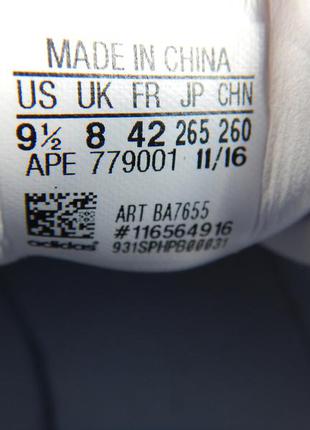 MADE IN CHINA
US UK FR JP CHN
9½ 8 42 265 260
APE 779001 11/16
ART BA7655
#116564916
adidas 931SPHPB00031